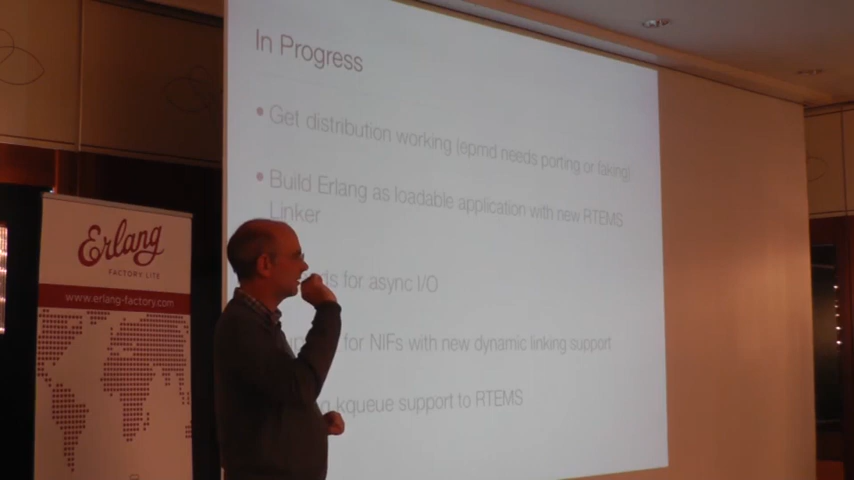 In Progress
• Get distribution working (epmd needs porting or faking)
• Build Erlang as loadable application with new RTEMS
Linker
for async I/O
for NIFs with new dynamic linking support
kqueue support to RTEMS
Erlang
FACTORY LITE
www.erlang-factory.com